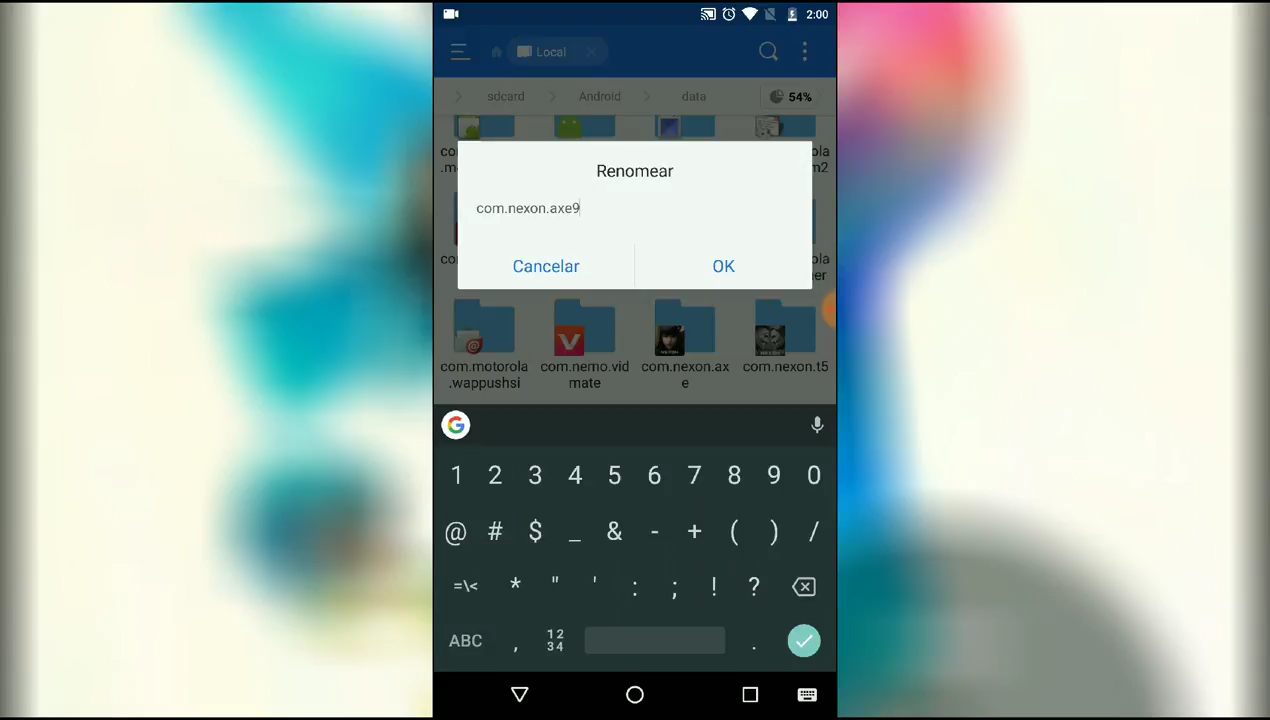 2:00
Local
sdcard Android data 54%
Renomear
com.nexon.axe9
Cancelar OK
com.motorola com.nemo.vid com.nexon.ax com.nexon.t5
.wappushsi mate e
1 2 3 4 5 6 7 8 9 0
@ # $ _ & - + ( ) /
=\< * " ' : ; ! ?
ABC , 12 34 .